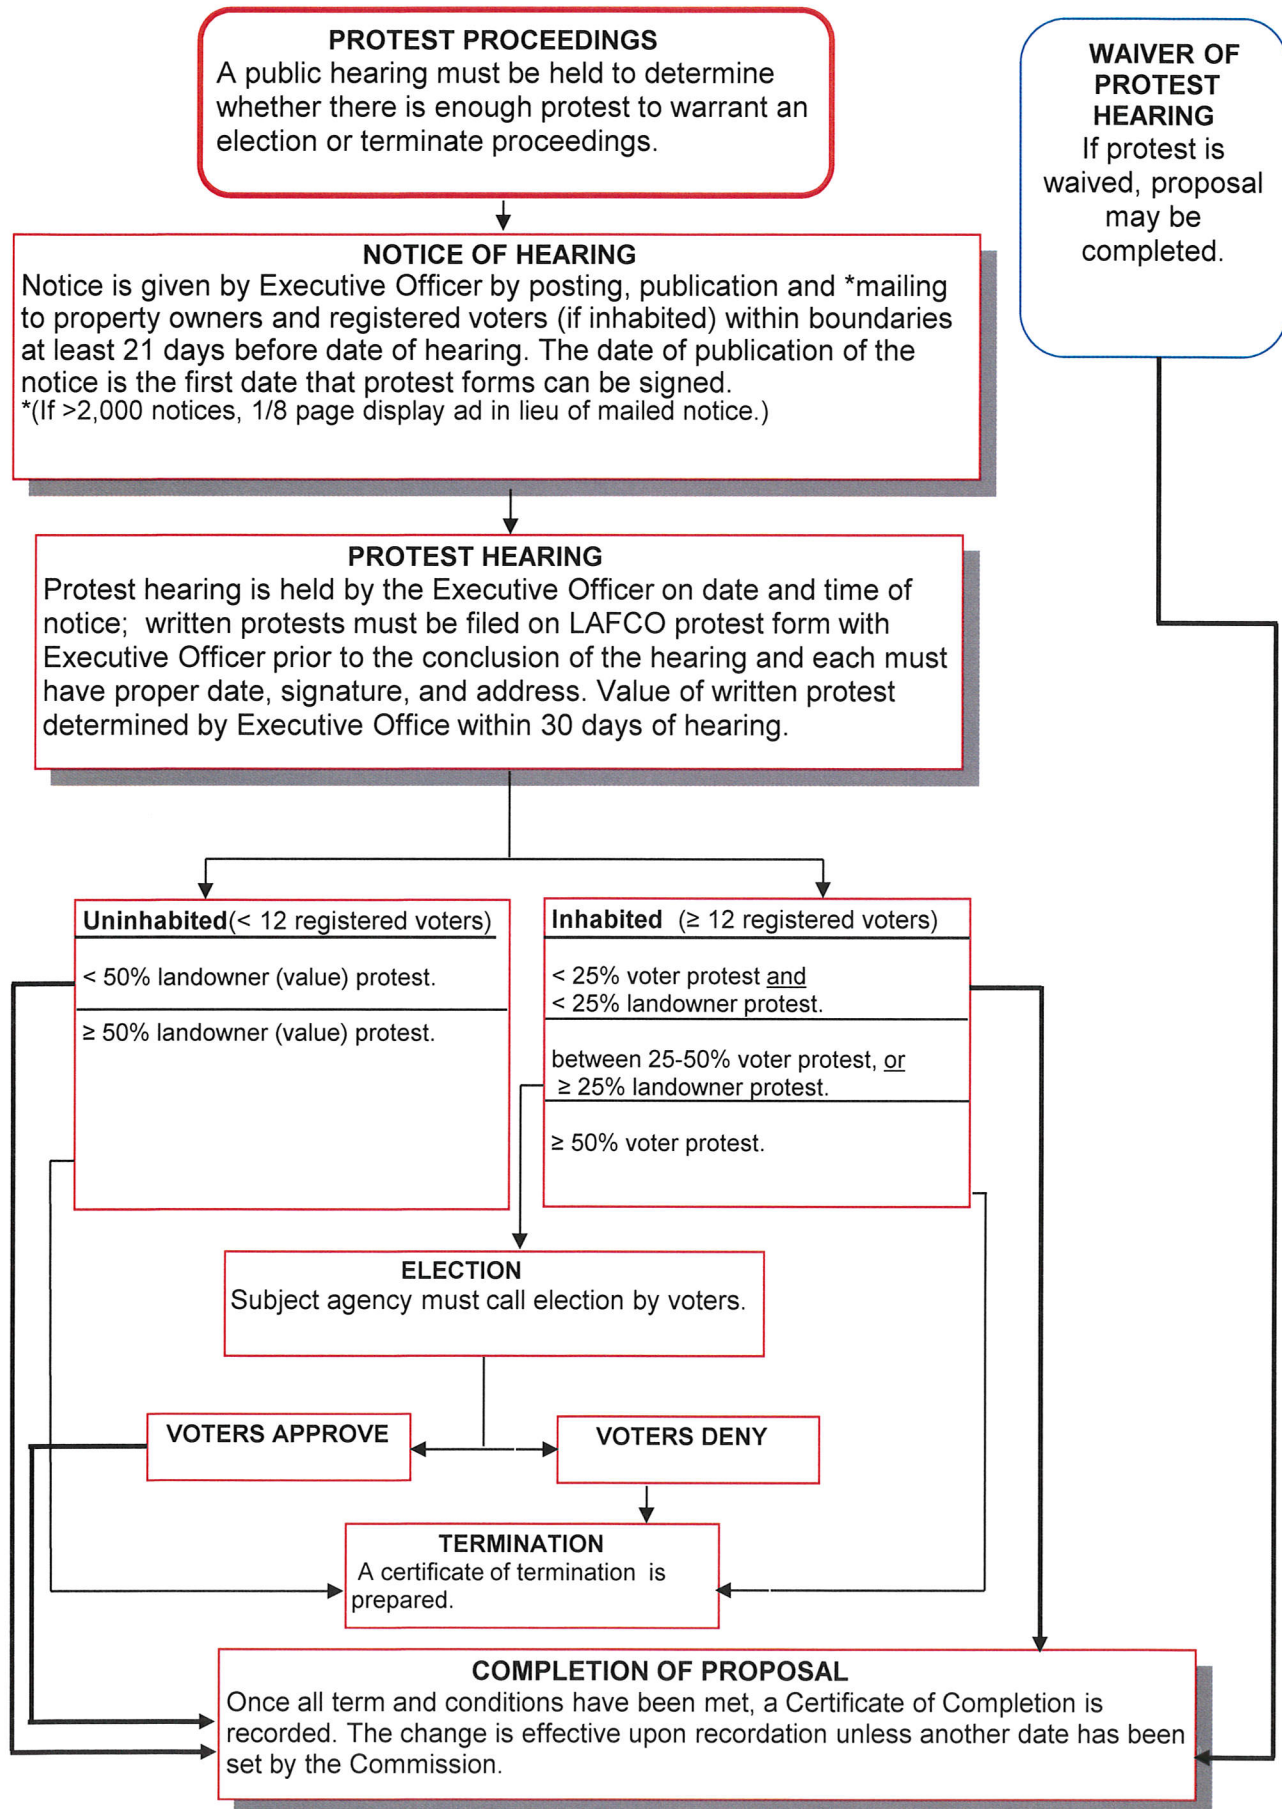 PROTEST PROCEEDINGS
A public hearing must be held to determine
whether there is enough protest to warrant an
election or terminate proceedings.
WAIVER OF
PROTEST
HEARING
If protest is
waived, proposal
may be
completed.
NOTICE OF HEARING
Notice is given by Executive Officer by posting, publication and *mailing
to property owners and registered voters (if inhabited) within boundaries
at least 21 days before date of hearing. The date of publication of the
notice is the first date that protest forms can be signed.
*(If >2,000 notices, 1/8 page display ad in lieu of mailed notice.)
PROTEST HEARING
Protest hearing is held by the Executive Officer on date and time of
notice; written protests must be filed on LAFCO protest form with
Executive Officer prior to the conclusion of the hearing and each must
have proper date, signature, and address. Value of written protest
determined by Executive Office within 30 days of hearing.
Uninhabited(< 12 registered voters)
< 50% landowner (value) protest.
≥ 50% landowner (value) protest.
Inhabited (≥ 12 registered voters)
< 25% voter protest and
< 25% landowner protest.
between 25-50% voter protest, or
≥ 25% landowner protest.
≥ 50% voter protest.
ELECTION
Subject agency must call election by voters.
VOTERS APPROVE
VOTERS DENY
TERMINATION
A certificate of termination is
prepared.
COMPLETION OF PROPOSAL
Once all term and conditions have been met, a Certificate of Completion is
recorded. The change is effective upon recordation unless another date has been
set by the Commission.